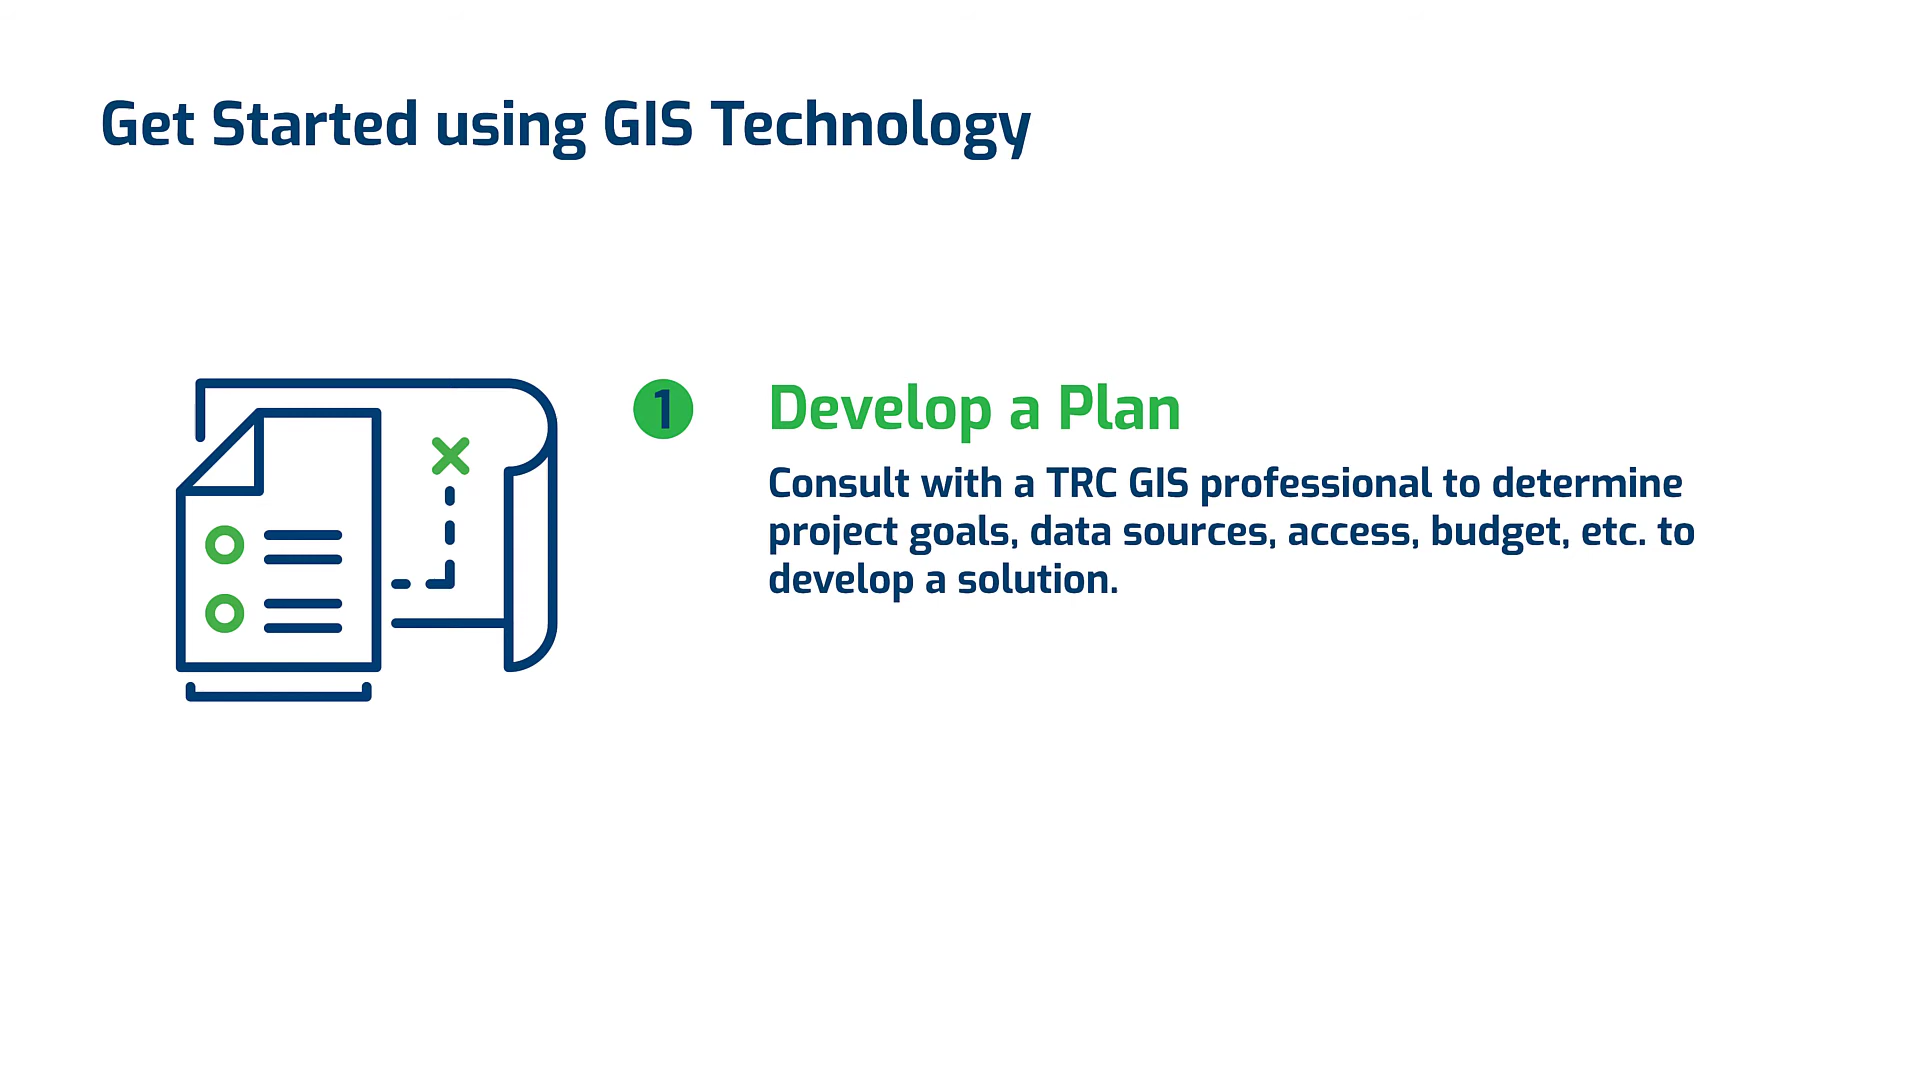 Get Started using GIS Technology
1
Develop a Plan
Consult with a TRC GIS professional to determine
project goals, data sources, access, budget, etc. to
develop a solution.